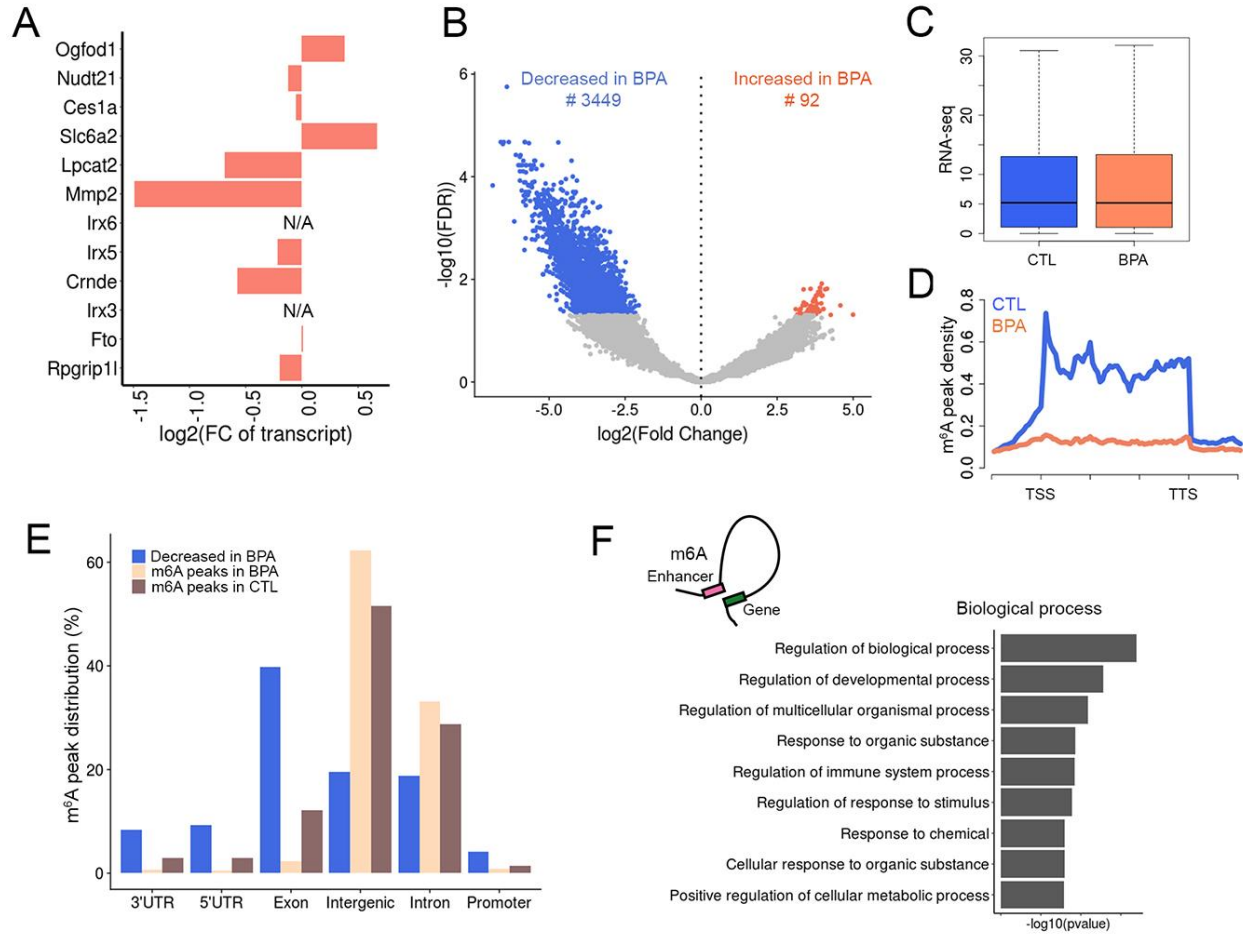 A
Ogfod1
Nudt21
Ces1a
Slc6a2
Lpcat2
Mmp2
Irx6
N/A
Irx5
Crnde
Irx3
N/A
Fto
Rpgrip1l
-1.5
-1.0
-0.5
0.0
0.5
log2(FC of transcript)
B
Decreased in BPA
# 3449
Increased in BPA
# 92
-log10(FDR))
6
4
2
0
-5.0
-2.5
0.0
2.5
5.0
log2(Fold Change)
C
RNA-seq
30
20
10
5
0
CTL
BPA
D
CTL
BPA
m⁶A peak density
0.8
0.6
0.4
0.2
0.0
TSS
TTS
E
Decreased in BPA
m6A peaks in BPA
m6A peaks in CTL
m⁶A peak distribution (%)
60
40
20
0
3'UTR
5'UTR
Exon
Intergenic
Intron
Promoter
F
m6A
Enhancer
Gene
Biological process
Regulation of biological process
Regulation of developmental process
Regulation of multicellular organismal process
Response to organic substance
Regulation of immune system process
Regulation of response to stimulus
Response to chemical
Cellular response to organic substance
Positive regulation of cellular metabolic process
-log10(pvalue)